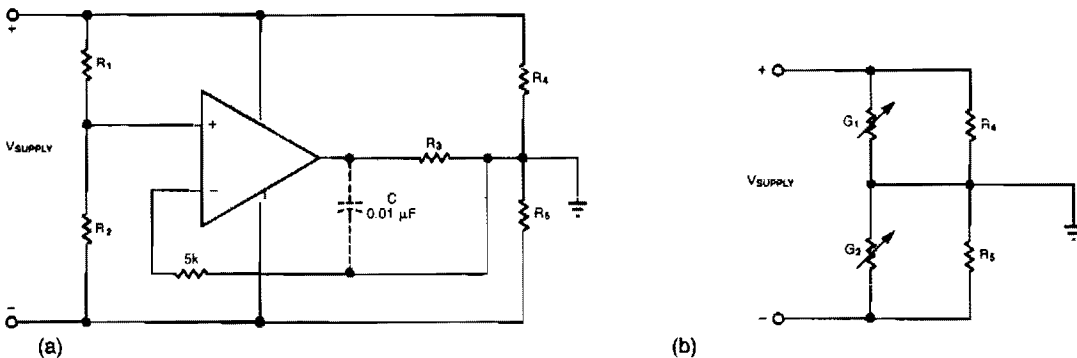 +
R₁
V_SUPPLY
R₂
−
+
−
5k
C
0.01 µF
R₃
R₄
R₅
(a)
+
G₁
R₄
V_SUPPLY
G₂
R₅
−
(b)